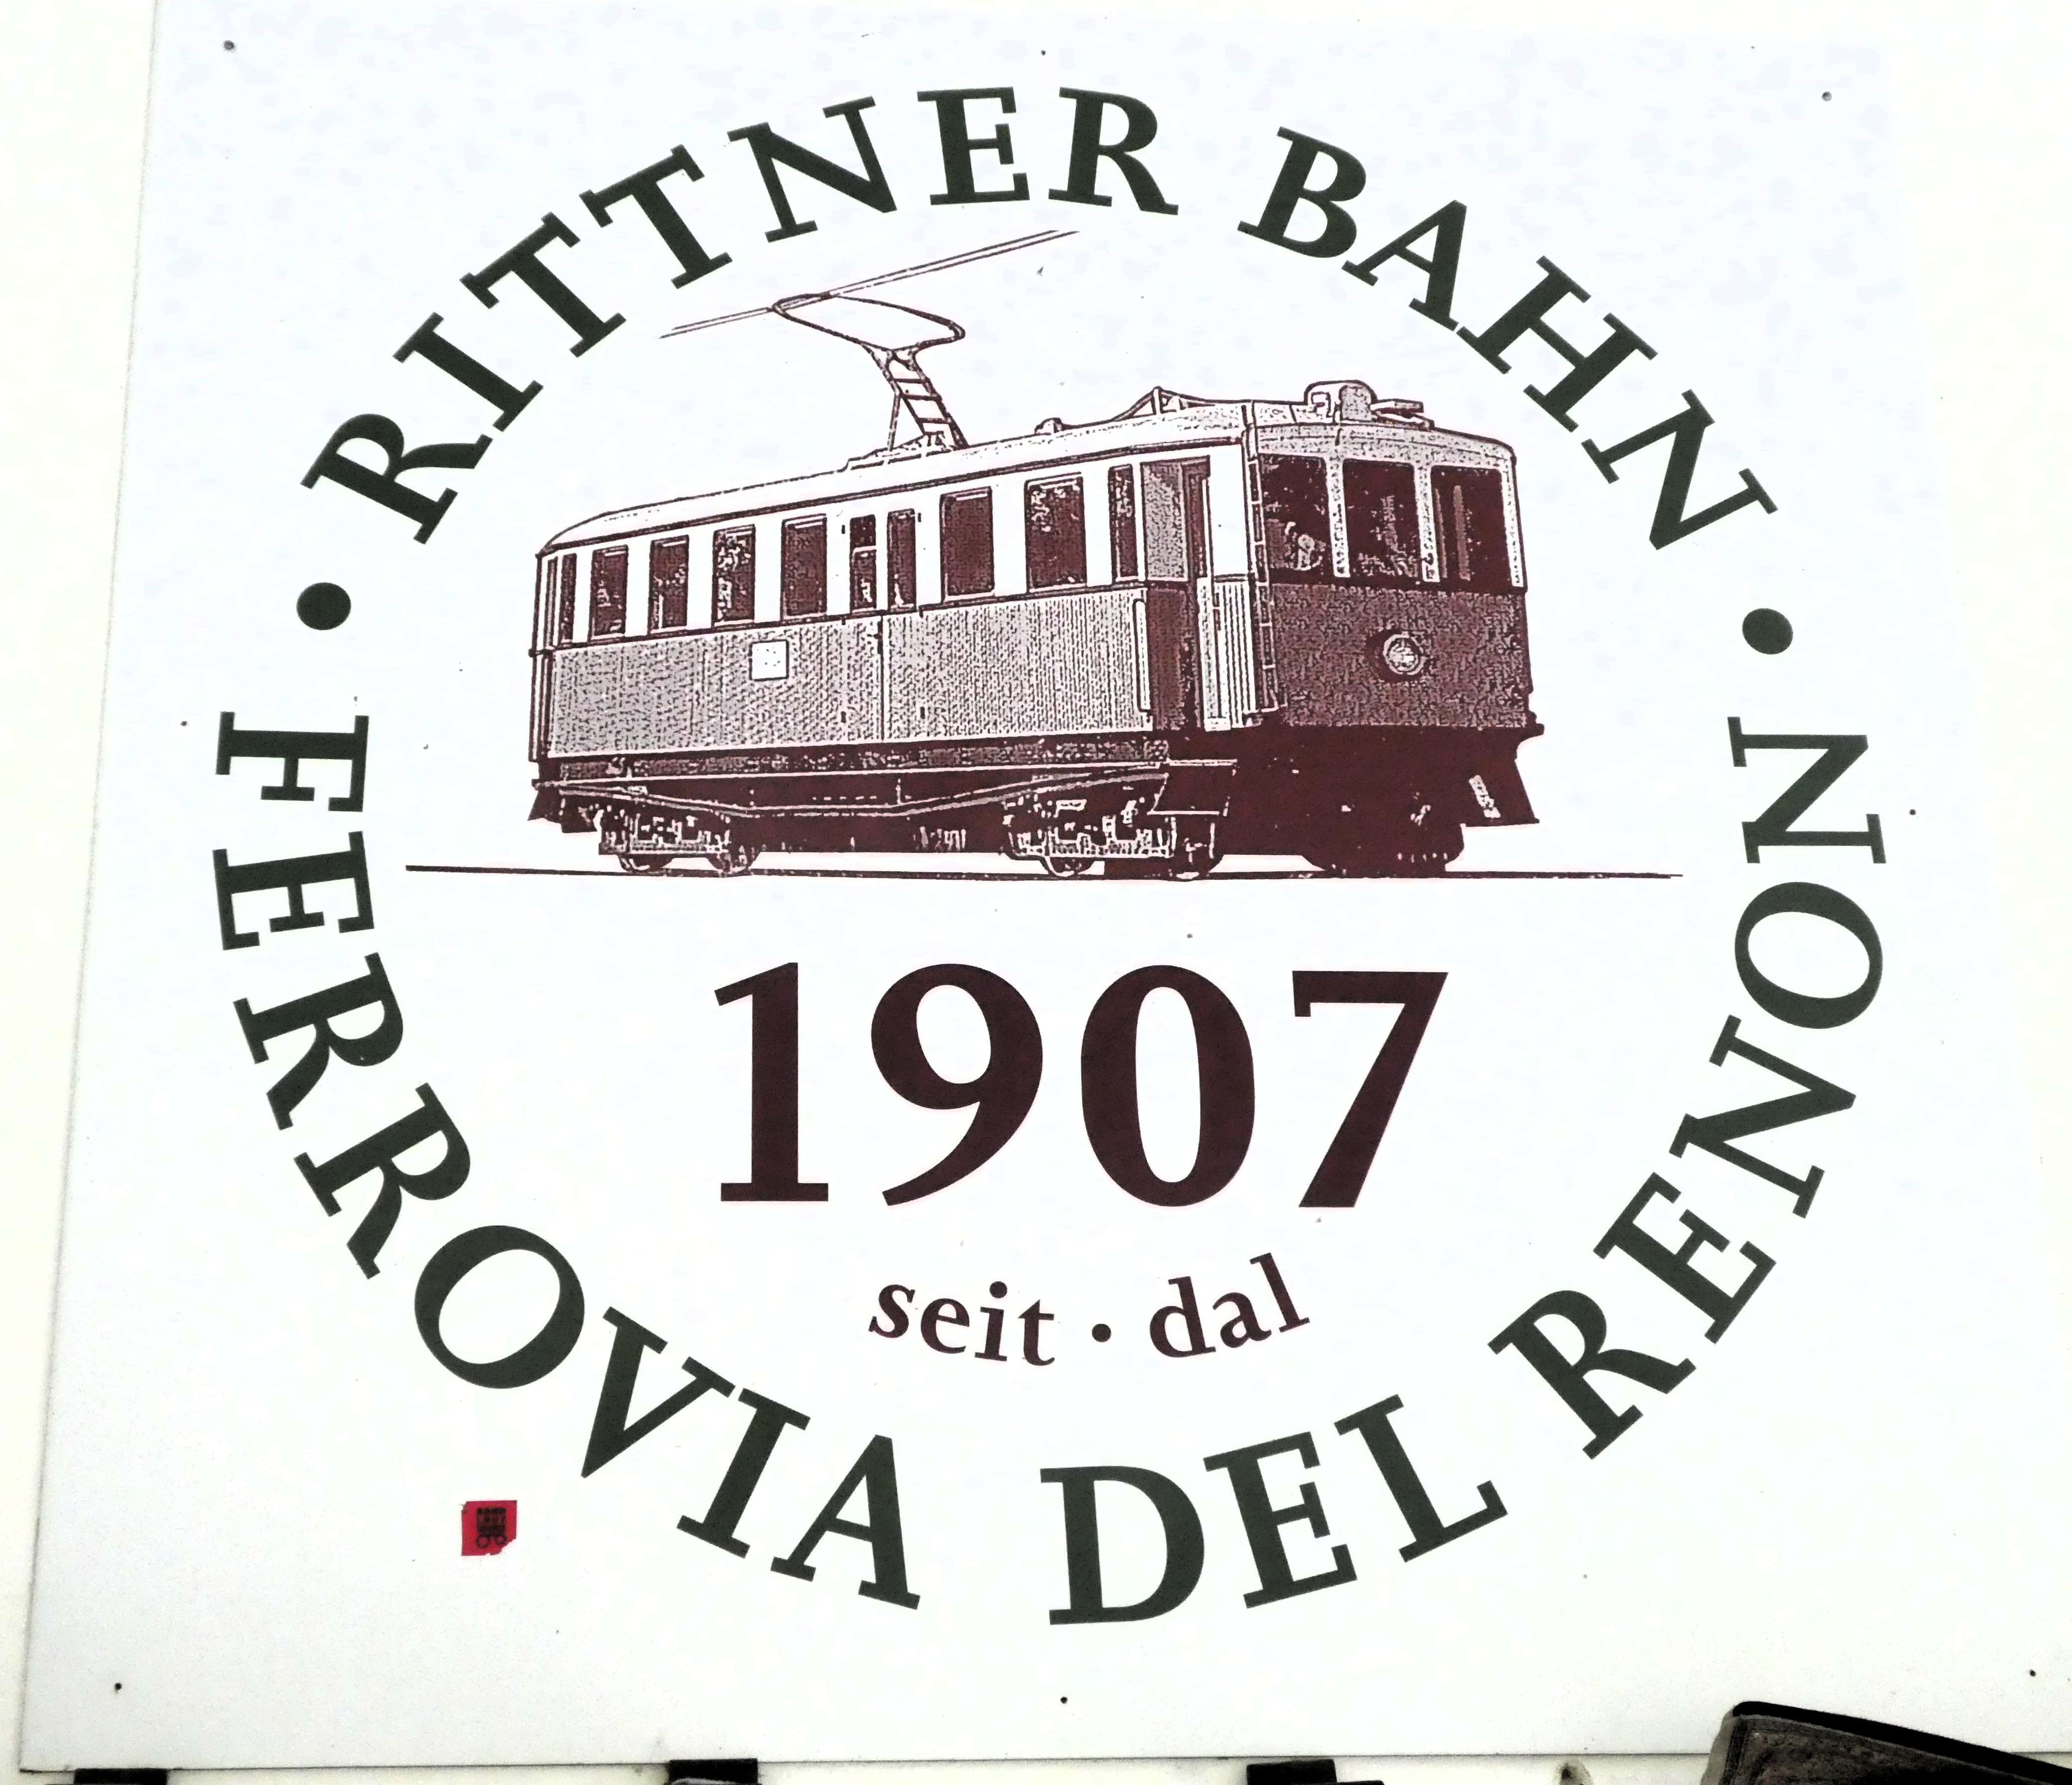 • RITTNER BAHN •
1907
seit • dal
FERROVIA DEL RENON